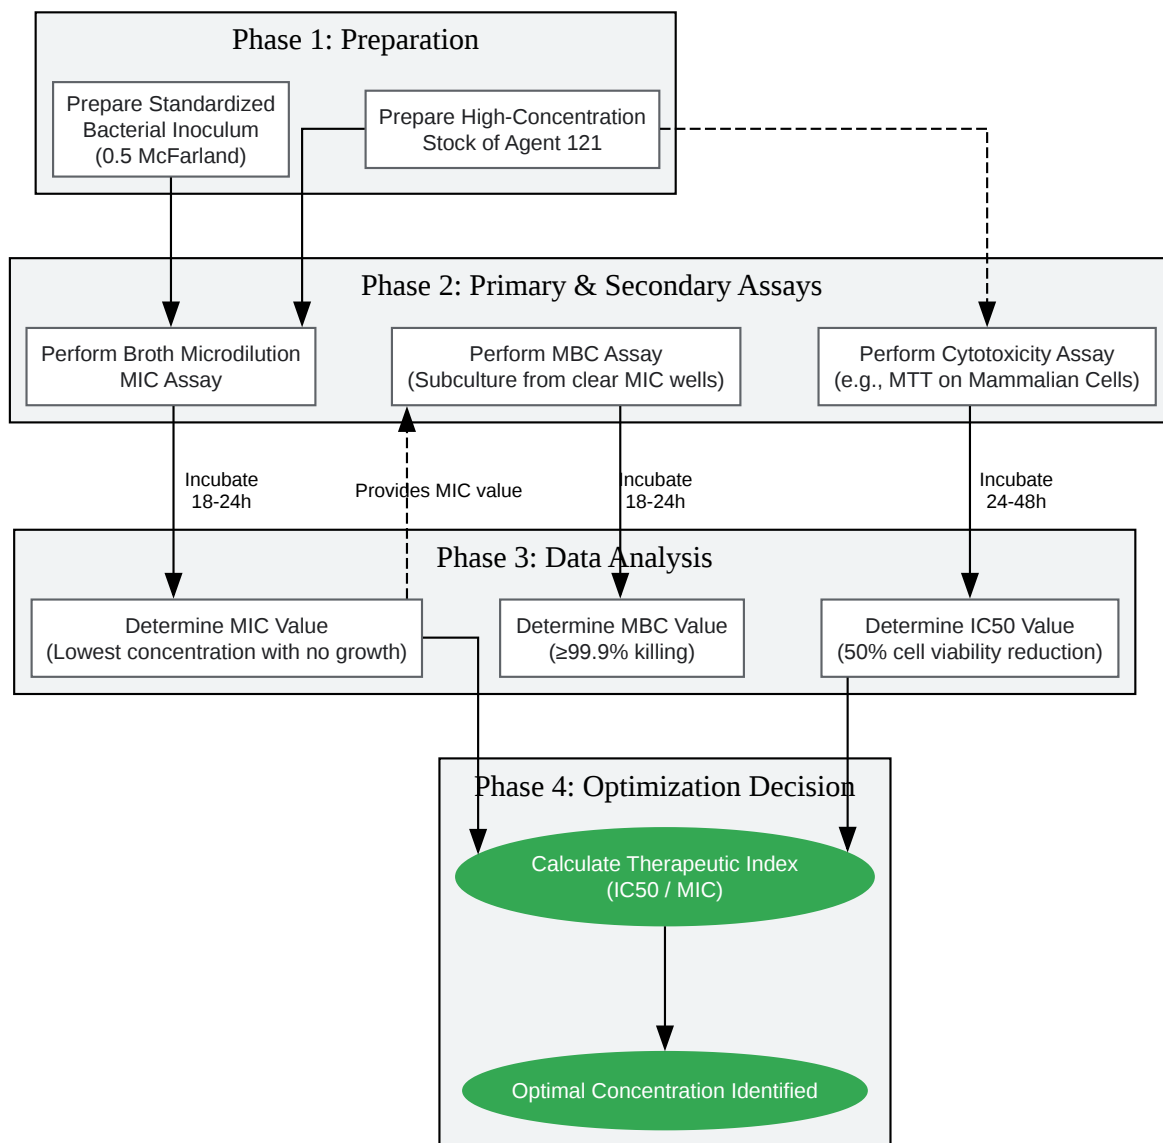 Phase 1: Preparation
Prepare Standardized
Bacterial Inoculum
(0.5 McFarland)
Prepare High-Concentration
Stock of Agent 121
Phase 2: Primary & Secondary Assays
Perform Broth Microdilution
MIC Assay
Perform MBC Assay
(Subculture from clear MIC wells)
Perform Cytotoxicity Assay
(e.g., MTT on Mammalian Cells)
Incubate
18-24h
Provides MIC value
Incubate
18-24h
Incubate
24-48h
Phase 3: Data Analysis
Determine MIC Value
(Lowest concentration with no growth)
Determine MBC Value
(≥99.9% killing)
Determine IC50 Value
(50% cell viability reduction)
Phase 4: Optimization Decision
Calculate Therapeutic Index
(IC50 / MIC)
Optimal Concentration Identified